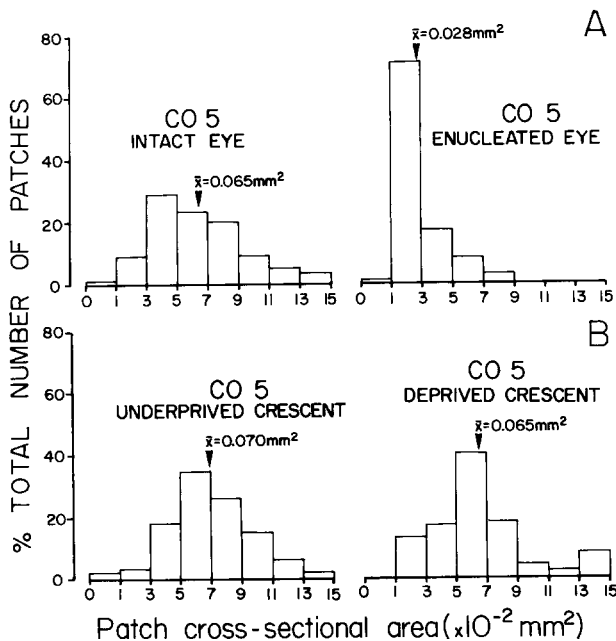 A
80
60
40
20
0
CO 5
INTACT EYE
x̄=0.065mm²
0 1 3 5 7 9 11 13 15
x̄=0.028mm²
CO 5
ENUCLEATED EYE
0 1 3 5 7 9 11 13 15
B
80
60
40
20
0
CO 5
UNDERPRIVED CRESCENT
x̄=0.070mm²
0 1 3 5 7 9 11 13 15
CO 5
DEPRIVED CRESCENT
x̄=0.065mm²
0 1 3 5 7 9 11 13 15
% TOTAL NUMBER OF PATCHES
Patch cross-sectional area (x10⁻² mm²)